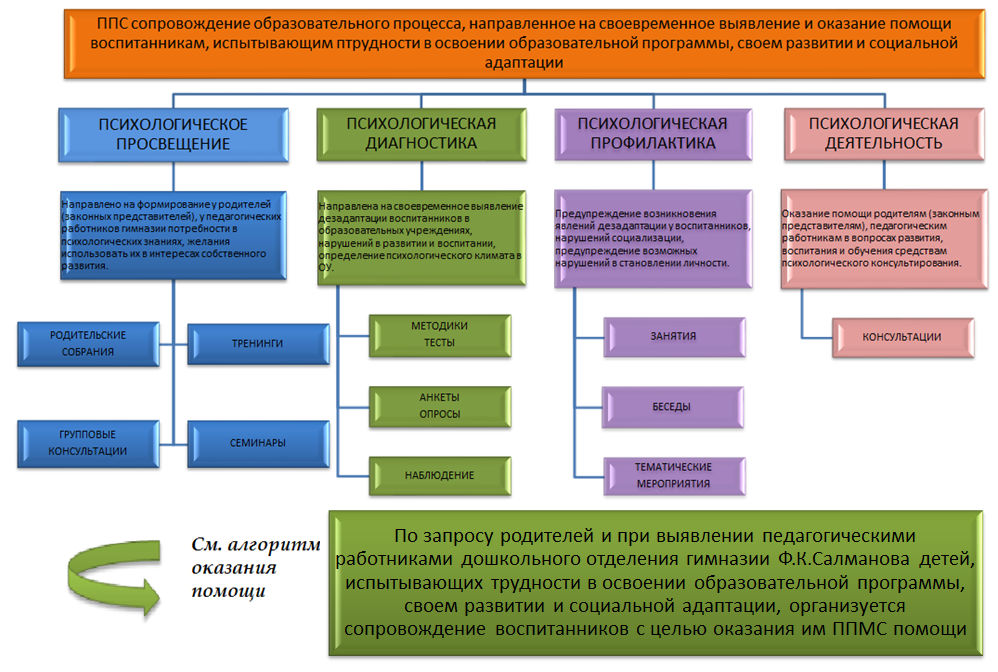 ППС сопровождение образовательного процесса, направленное на своевременное выявление и оказание помощи
воспитанникам, испытывающим птрудности в освоении образовательной программы, своем развитии и социальной
адаптации
ПСИХОЛОГИЧЕСКОЕ
ПРОСВЕЩЕНИЕ
ПСИХОЛОГИЧЕСКАЯ
ДИАГНОСТИКА
ПСИХОЛОГИЧЕСКАЯ
ПРОФИЛАКТИКА
ПСИХОЛОГИЧЕСКАЯ
ДЕЯТЕЛЬНОСТЬ
Направлено на формирование у родителей
(законных представителей), у педагогических
работников гимназии потребности в
психологических знаниях, желания
использовать их в интересах собственного
развития.
Направлена на своевременное выявление
дезадаптации воспитанников в
образовательных учреждениях,
нарушений в развитии и воспитании,
определение психологического климата в
ОУ.
Предупреждение возникновения
явлений дезадаптации у воспитанников,
нарушений социализации,
предупреждение возможных
нарушений в становлении личности.
Оказание помощи родителям (законным
представителям), педагогическим
работникам в вопросах развития,
воспитания и обучения средствам
психологического консультирования.
РОДИТЕЛЬСКИЕ
СОБРАНИЯ
ТРЕНИНГИ
ГРУППОВЫЕ
КОНСУЛЬТАЦИИ
СЕМИНАРЫ
МЕТОДИКИ
ТЕСТЫ
АНКЕТЫ
ОПРОСЫ
НАБЛЮДЕНИЕ
ЗАНЯТИЯ
БЕСЕДЫ
ТЕМАТИЧЕСКИЕ
МЕРОПРИЯТИЯ
КОНСУЛЬТАЦИИ
См. алгоритм
оказания
помощи
По запросу родителей и при выявлении педагогическими
работниками дошкольного отделения гимназии Ф.К.Салманова детей,
испытывающих трудности в освоении образовательной программы,
своем развитии и социальной адаптации, организуется
сопровождение воспитанников с целью оказания им ППМС помощи